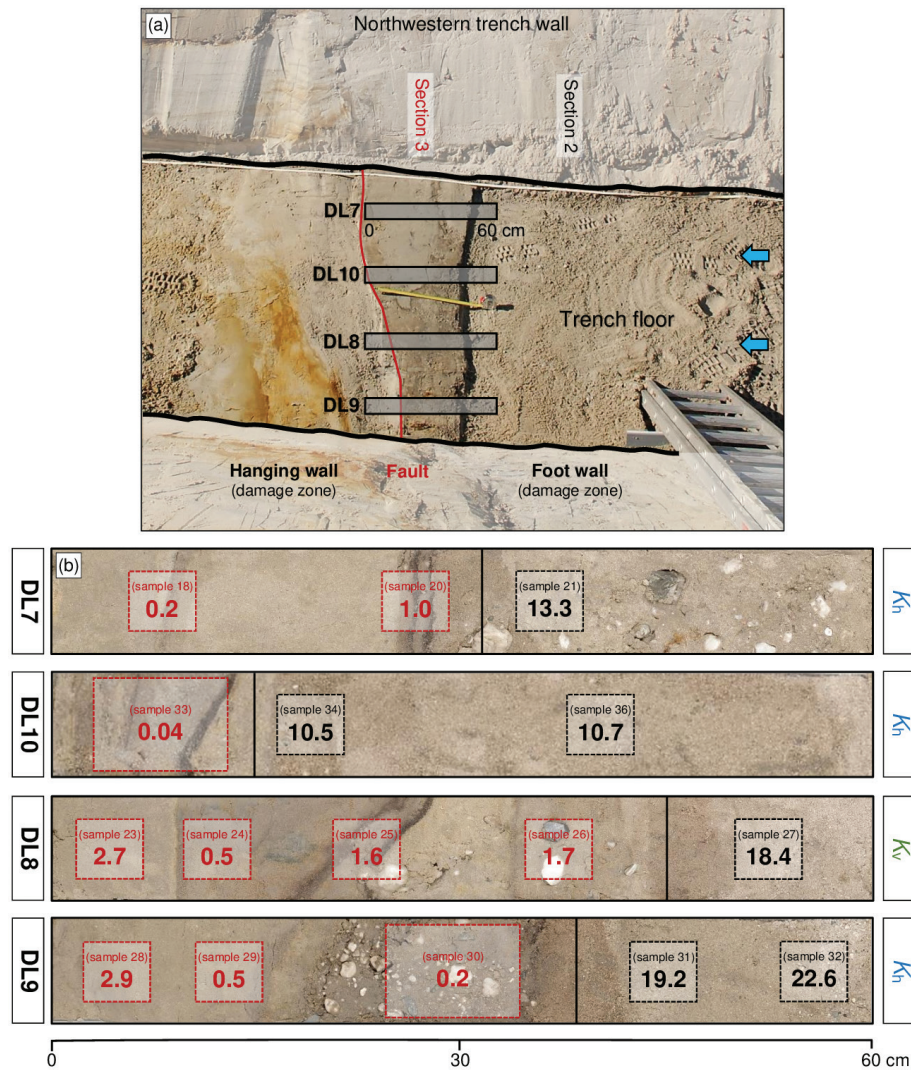 (a)
Northwestern trench wall
Section 3
Section 2
DL7
0
60 cm
DL10
Trench floor
DL8
DL9
Hanging wall
(damage zone)
Fault
Foot wall
(damage zone)
(b)
DL7
(sample 18)
0.2
(sample 20)
1.0
(sample 21)
13.3
Kh
DL10
(sample 33)
0.04
(sample 34)
10.5
(sample 36)
10.7
Kh
DL8
(sample 23)
2.7
(sample 24)
0.5
(sample 25)
1.6
(sample 26)
1.7
(sample 27)
18.4
Kv
DL9
(sample 28)
2.9
(sample 29)
0.5
(sample 30)
0.2
(sample 31)
19.2
(sample 32)
22.6
Kh
0
30
60 cm